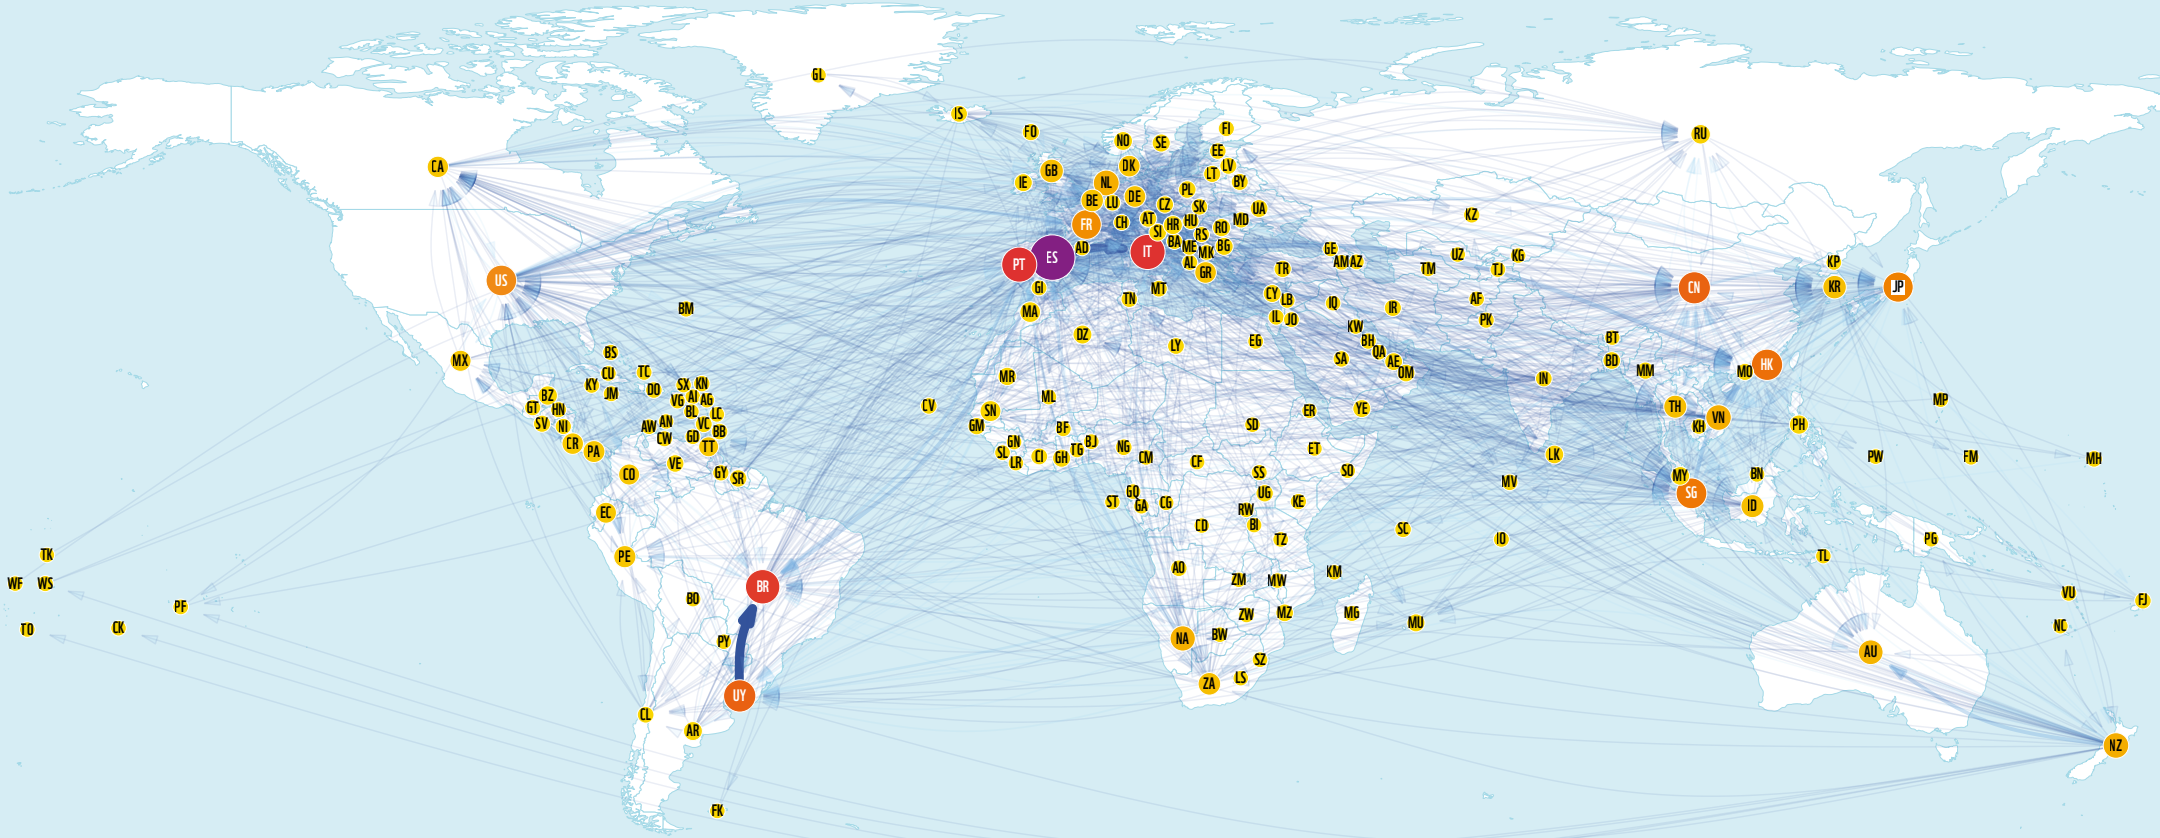 GL
IS
FO
NO
SE
FI
RU
CA
GB
DK
EE
LV
IE
NL
LT
BY
BE
LU
DE
PL
CZ
SK
UA
KZ
FR
CH
AT
HR
HU
MD
SI
RS
RO
AD
BA
ME
MK
BG
GE
UZ
KG
PT
ES
IT
AL
GR
TR
AM
AZ
TM
TJ
KP
US
GI
MT
TN
CY
LB
IQ
IR
AF
CN
KR
JP
BM
MA
IL
JO
PK
DZ
LY
EG
KW
BH
QA
BT
MX
BS
SA
AE
OM
BD
MM
MO
HK
CU
TC
MR
IN
KY
JM
DO
SX
KN
BZ
VG
AI
AG
ML
CV
SN
ER
YE
TH
VN
MP
GT
HN
BL
LC
SV
NI
AW
AN
VC
GM
BF
SD
KH
PH
CR
PA
CW
GD
BB
TT
GN
SL
LR
CI
GH
TG
BJ
NG
CM
CF
ET
SO
LK
PW
FM
MH
CO
VE
GY
SR
SS
MV
MY
BN
EC
ST
GQ
GA
CG
UG
RW
KE
SG
ID
CD
BI
TZ
SC
IO
PG
TK
PE
TL
WF
WS
BR
AO
ZM
MW
KM
VU
FJ
PF
BO
ZW
MZ
MG
MU
NC
TO
CK
PY
NA
BW
AU
SZ
LS
UY
ZA
CL
AR
NZ
FK